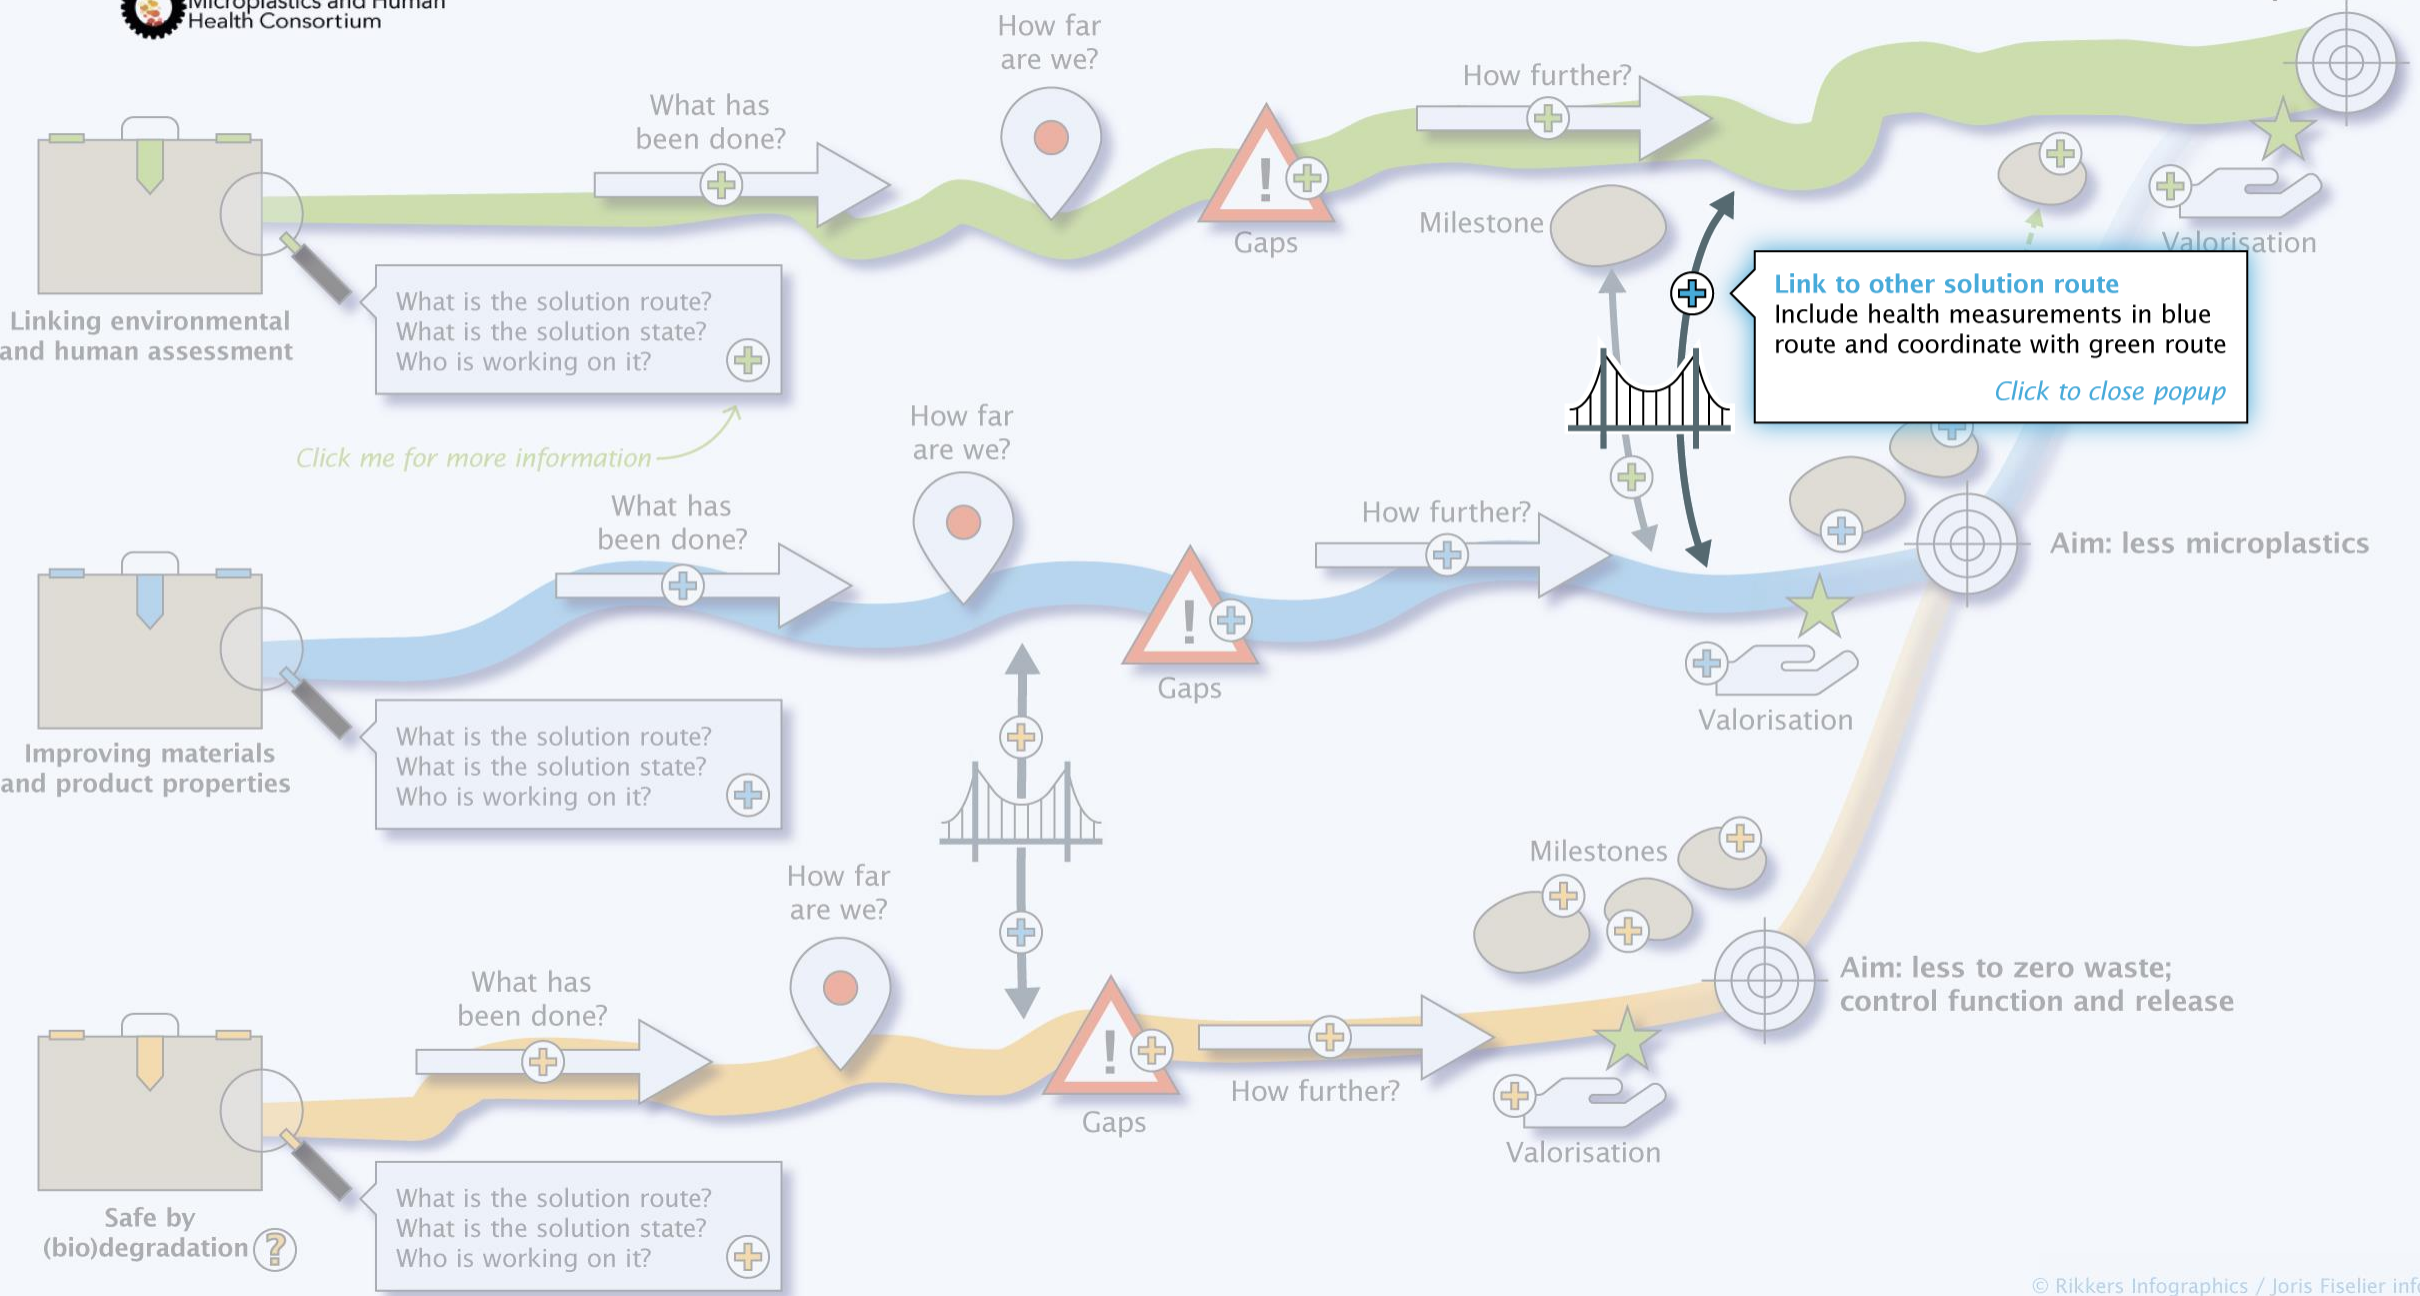 Microplastics and Human
Health Consortium
How far
are we?
How further?
What has
been done?
Milestone
Gaps
Valorisation
What is the solution route?
What is the solution state?
Who is working on it?
Linking environmental
and human assessment
Link to other solution route
Include health measurements in blue
route and coordinate with green route
Click to close popup
Click me for more information
How far
are we?
What has
been done?
How further?
Aim: less microplastics
Gaps
Valorisation
Improving materials
and product properties
What is the solution route?
What is the solution state?
Who is working on it?
Milestones
How far
are we?
What has
been done?
Aim: less to zero waste;
control function and release
How further?
Gaps
Valorisation
Safe by
(bio)degradation ?
What is the solution route?
What is the solution state?
Who is working on it?
© Rikkers Infographics / Joris Fiselier